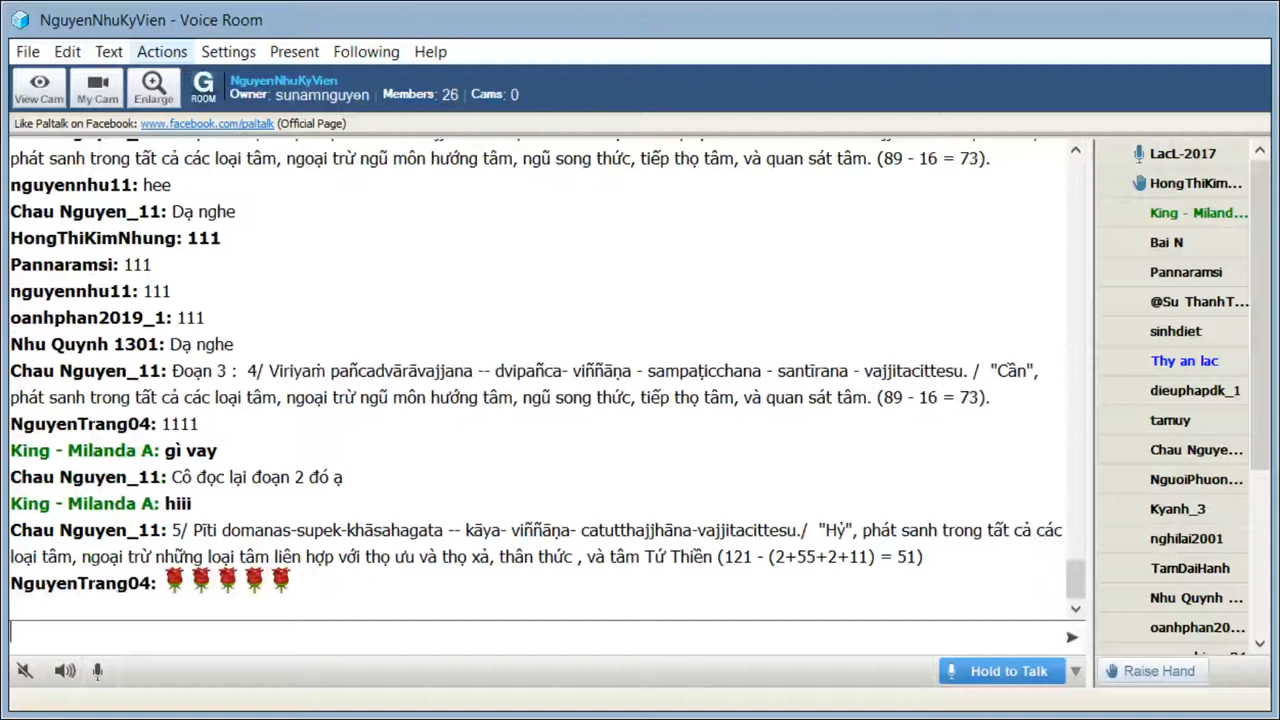 NguyenNhuKyVien - Voice Room
File Edit Text Actions Settings Present Following Help
View Cam My Cam Enlarge G ROOM
NguyenNhuKyVien
Owner: sunamnguyen Members: 26 Cams: 0
Like Paltalk on Facebook: www.facebook.com/paltalk (Official Page)
phát sanh trong tất cả các loại tâm, ngoại trừ ngũ môn hướng tâm, ngũ song thức, tiếp thọ tâm, và quan sát tâm. (89 - 16 = 73).
nguyennhu11: hee
Chau Nguyen_11: Dạ nghe
HongThiKimNhung: 111
Pannaramsi: 111
nguyennhu11: 111
oanhphan2019_1: 111
Nhu Quynh 1301: Dạ nghe
Chau Nguyen_11: Đoạn 3 : 4/ Viriyaṁ pañcadvārāvajjana -- dvipañca- viññāṇa - sampaṭicchana - santīrana - vajjitacittesu. / "Cần",
phát sanh trong tất cả các loại tâm, ngoại trừ ngũ môn hướng tâm, ngũ song thức, tiếp thọ tâm, và quan sát tâm. (89 - 16 = 73).
NguyenTrang04: 1111
King - Milanda A: gì vay
Chau Nguyen_11: Cô đọc lại đoạn 2 đó ạ
King - Milanda A: hiii
Chau Nguyen_11: 5/ Pīti domanas-supek-khāsahagata -- kāya- viññāṇa- catutthajjhāna-vajjitacittesu./ "Hỷ", phát sanh trong tất cả các
loại tâm, ngoại trừ những loại tâm liên hợp với thọ ưu và thọ xả, thân thức , và tâm Tứ Thiền (121 - (2+55+2+11) = 51)
NguyenTrang04:
LacL-2017
HongThiKim...
King - Miland...
Bai N
Pannaramsi
@Su ThanhT...
sinhdiet
Thy an lac
dieuphapdk_1
tamuy
Chau Nguye...
NguoiPhuon...
Kyanh_3
nghilai2001
TamDaiHanh
Nhu Quynh ...
oanhphan20...
Hold to Talk
Raise Hand